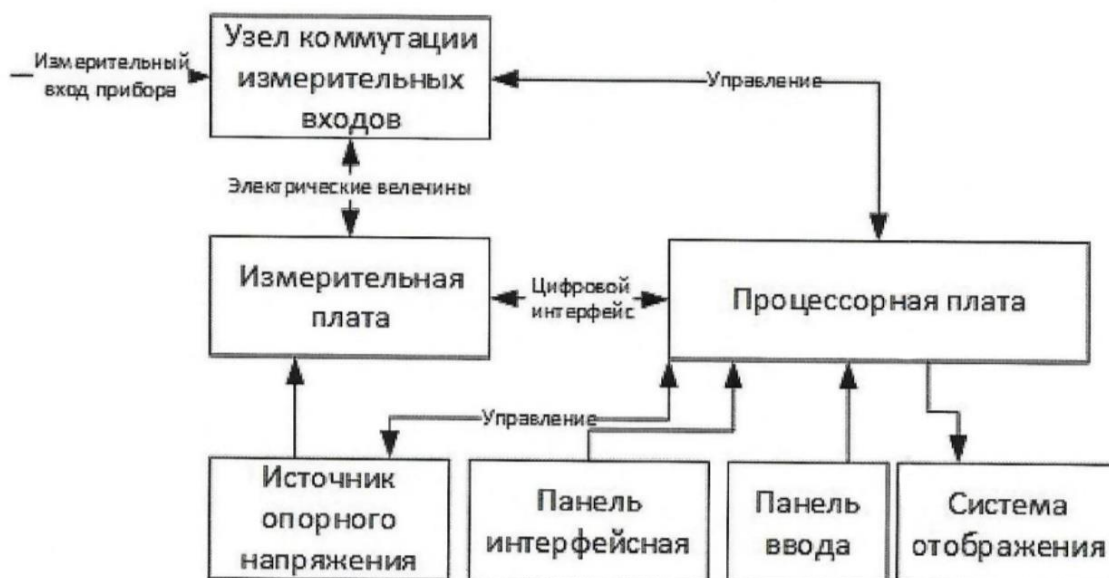 Узел коммутации
измерительных
входов
Измерительный
вход прибора
Управление
Электрические велечины
Измерительная
плата
Цифровой
интерфейс
Процессорная плата
Управление
Источник
опорного
напряжения
Панель
интерфейсная
Панель
ввода
Система
отображения